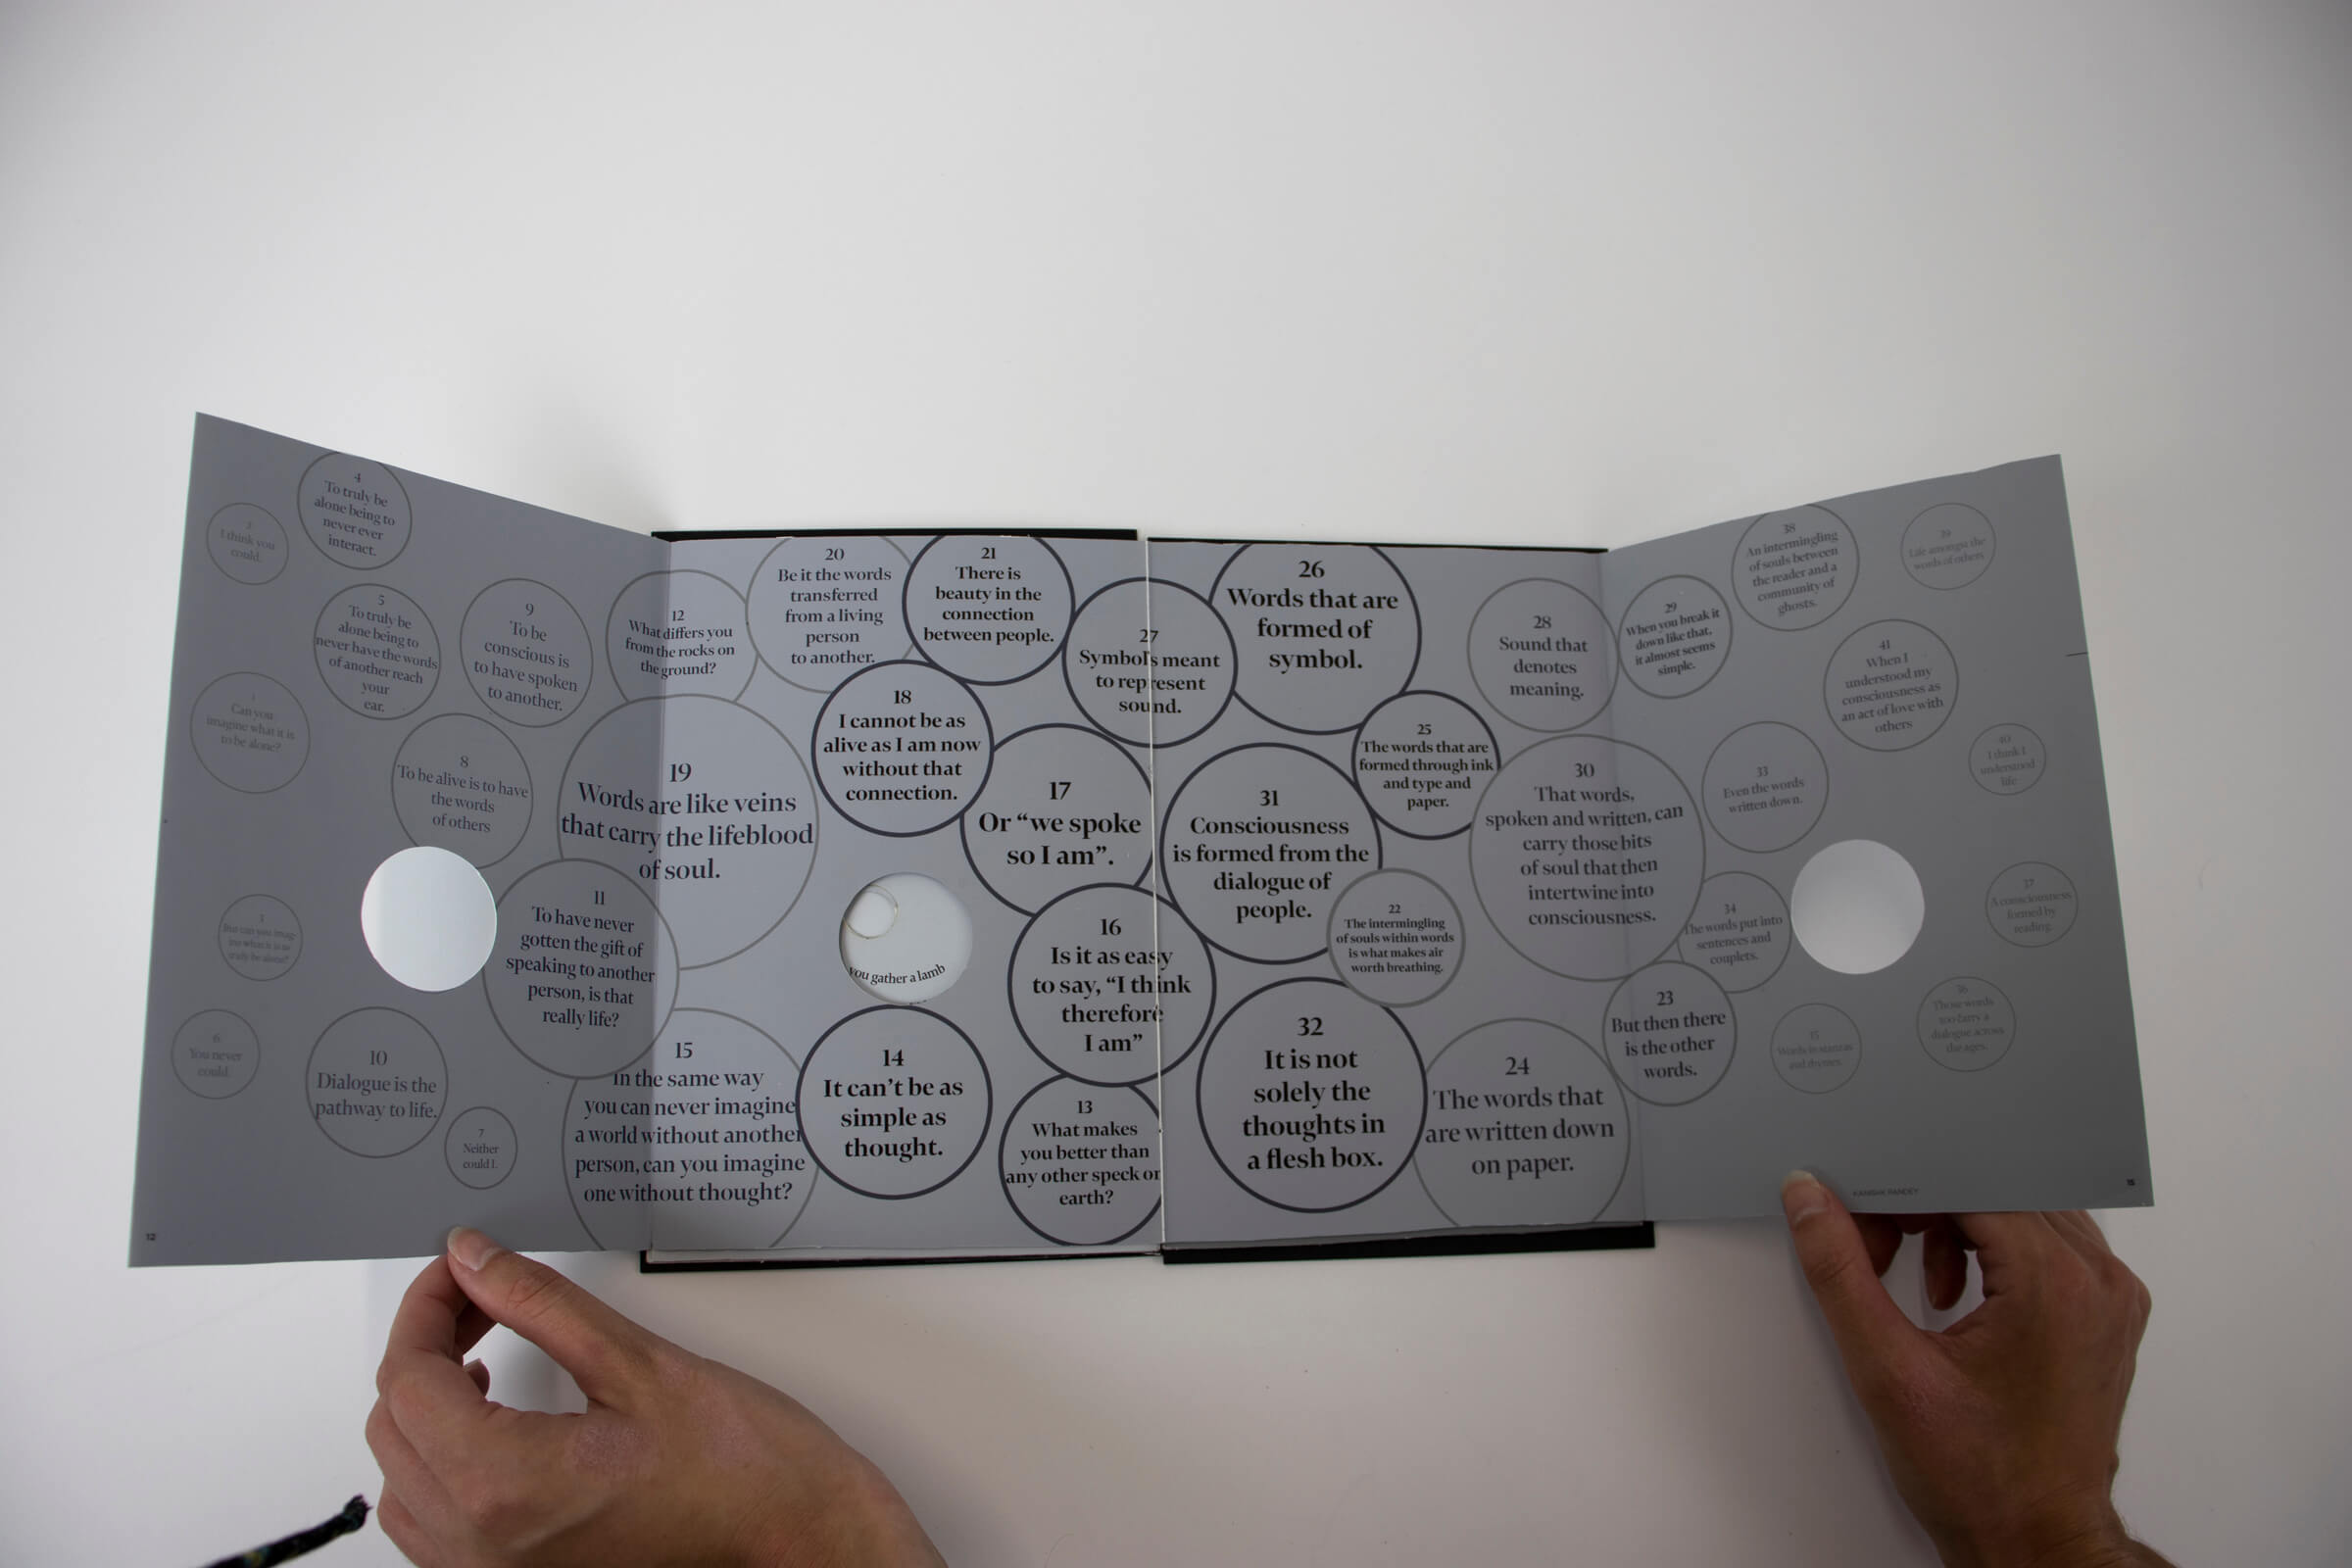 I think you
could.
4
To truly be
alone being to
never ever
interact.
5
To truly be
alone being to
never have the words
of another reach
your
ear.
9
To be
conscious is
to have spoken
to another.
12
What differs you
from the rocks on
the ground?
Can you
imagine what it is
to be alone?
8
To be alive is to have
the words
of others
19
Words are like veins
that carry the lifeblood
of soul.
11
To have never
gotten the gift of
speaking to another
person, is that
really life?
6
You never
could.
10
Dialogue is the
pathway to life.
7
Neither
could I.
12
15
In the same way
you can never imagine
a world without another
person, can you imagine
one without thought?
20
Be it the words
transferred
from a living
person
to another.
21
There is
beauty in the
connection
between people.
18
I cannot be as
alive as I am now
without that
connection.
17
Or “we spoke
so I am”.
you gather a lamb
16
Is it as easy
to say, “I think
therefore
I am”
14
It can’t be as
simple as
thought.
13
What makes
you better than
any other speck on
earth?
27
Symbols meant
to represent
sound.
26
Words that are
formed of
symbol.
28
Sound that
denotes
meaning.
25
The words that are
formed through ink
and type and
paper.
31
Consciousness
is formed from the
dialogue of
people.
22
The intermingling
of souls within words
is what makes air
worth breathing.
30
That words,
spoken and written, can
carry those bits
of soul that then
intertwine into
consciousness.
32
It is not
solely the
thoughts in
a flesh box.
24
The words that
are written down
on paper.
23
But then there
is the other
words.
29
When you break it
down like that,
it almost seems
simple.
38
An intermingling
of souls between
the reader and a
community of
ghosts.
39
Life amongst the
words of others
41
When I
understood my
consciousness as
an act of love with
others
40
I think I
understood
life
33
Even the words
written down.
34
The words put into
sentences and
couplets.
37
A consciousness,
formed by
reading.
35
Words in stanzas
and rhymes.
36
Those words
too carry a
dialogue across
the ages.
KANISHK PANDEY